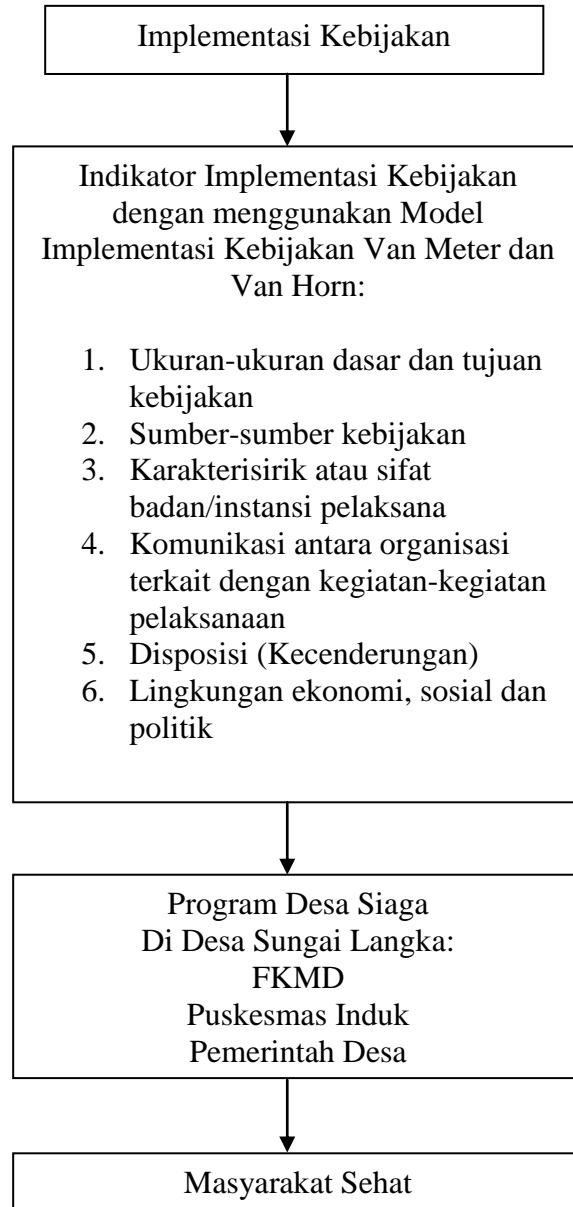 Implementasi Kebijakan
Indikator Implementasi Kebijakan
dengan menggunakan Model
Implementasi Kebijakan Van Meter dan
Van Horn:
1. Ukuran-ukuran dasar dan tujuan
kebijakan
2. Sumber-sumber kebijakan
3. Karakterisirik atau sifat
badan/instansi pelaksana
4. Komunikasi antara organisasi
terkait dengan kegiatan-kegiatan
pelaksanaan
5. Disposisi (Kecenderungan)
6. Lingkungan ekonomi, sosial dan
politik
Program Desa Siaga
Di Desa Sungai Langka:
FKMD
Puskesmas Induk
Pemerintah Desa
Masyarakat Sehat